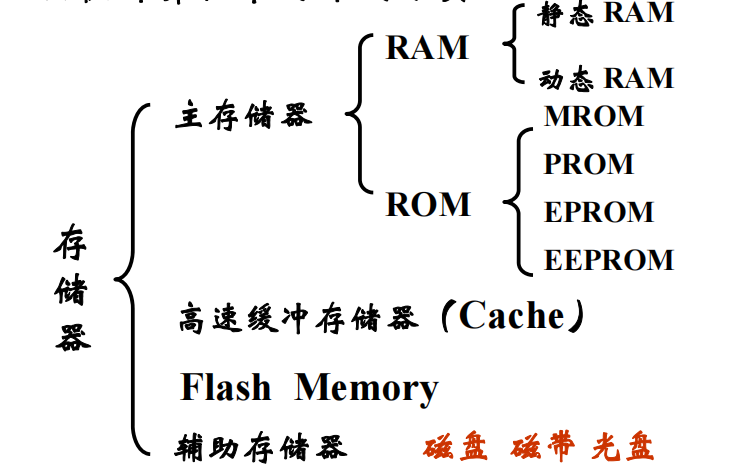 静态 RAM
RAM
动态 RAM
主存储器
MROM
PROM
ROM
EPROM
EEPROM
存储器
高速缓冲存储器（Cache）
Flash Memory
辅助存储器 磁盘 磁带 光盘